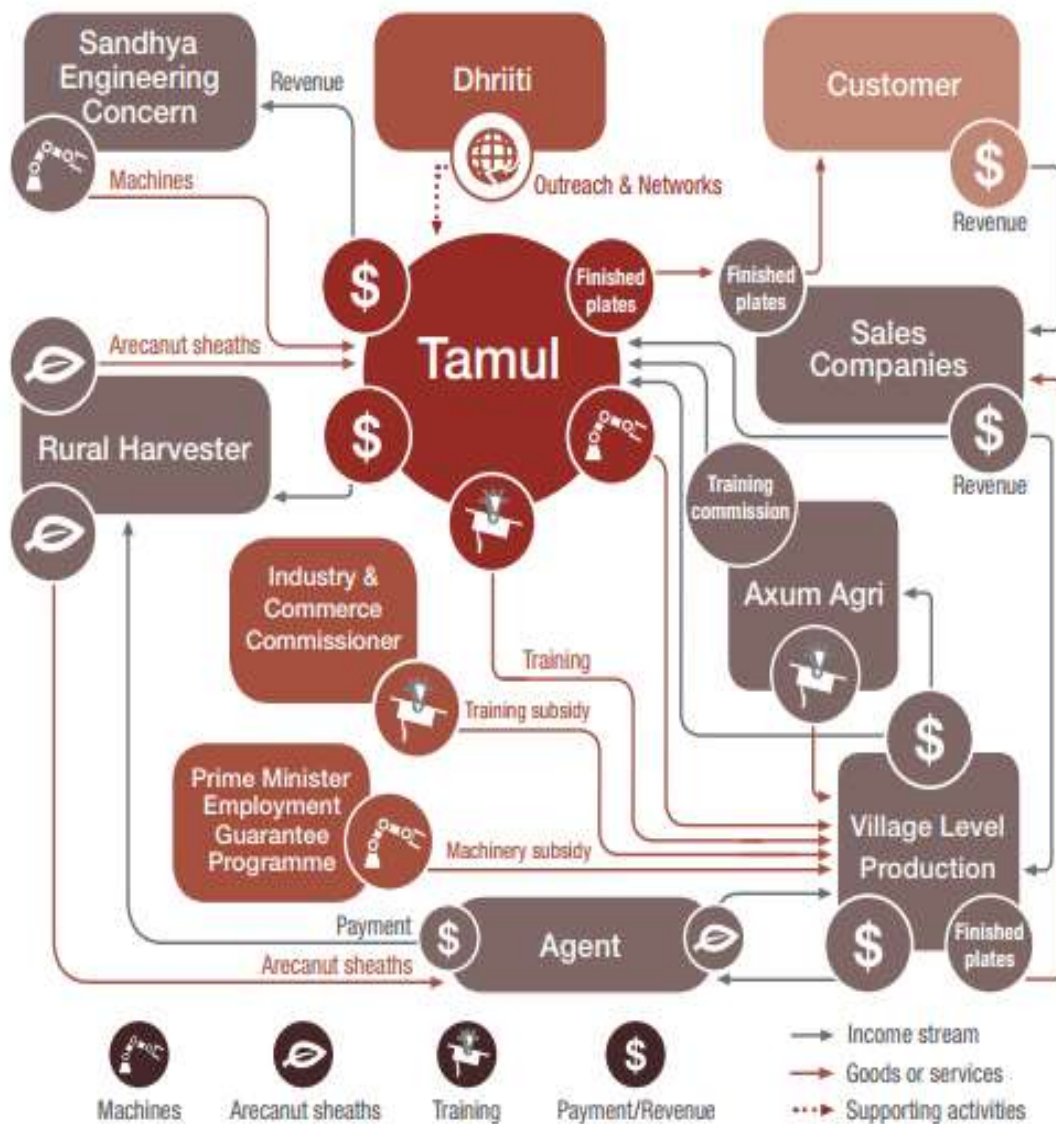 Sandhya
Engineering
Concern
Revenue
Dhriiti
Customer
Machines
Outreach & Networks
$
Revenue
$
Finished
plates
Finished
plates
Tamul
Sales
Companies
Arecanut sheaths
Rural Harvester
$
$
Revenue
Training
commission
Industry &
Commerce
Commissioner
Axum Agri
Training
Training subsidy
$
Prime Minister
Employment
Guarantee
Programme
Machinery subsidy
Village Level
Production
Payment
$
Agent
$
Finished
plates
Arecanut sheaths
$
Machines
Arecanut sheaths
Training
Payment/Revenue
Income stream
Goods or services
Supporting activities